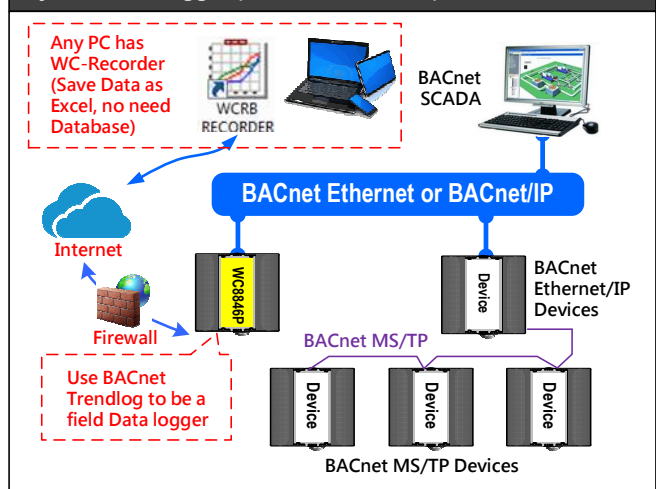 Any PC has
WC-Recorder
(Save Data as
Excel, no need
Database)
WCRB
RECORDER
BACnet
SCADA
BACnet Ethernet or BACnet/IP
Internet
WC8846P
Device
BACnet
Ethernet/IP
Devices
Firewall
BACnet MS/TP
Use BACnet
Trendlog to be a
field Data logger
Device
Device
Device
BACnet MS/TP Devices